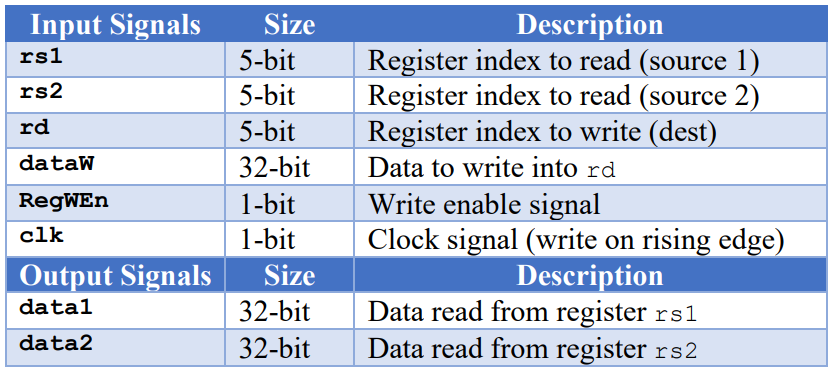 Input Signals Size Description
rs1 5-bit Register index to read (source 1)
rs2 5-bit Register index to read (source 2)
rd 5-bit Register index to write (dest)
dataW 32-bit Data to write into rd
RegWEn 1-bit Write enable signal
clk 1-bit Clock signal (write on rising edge)
Output Signals Size Description
data1 32-bit Data read from register rs1
data2 32-bit Data read from register rs2